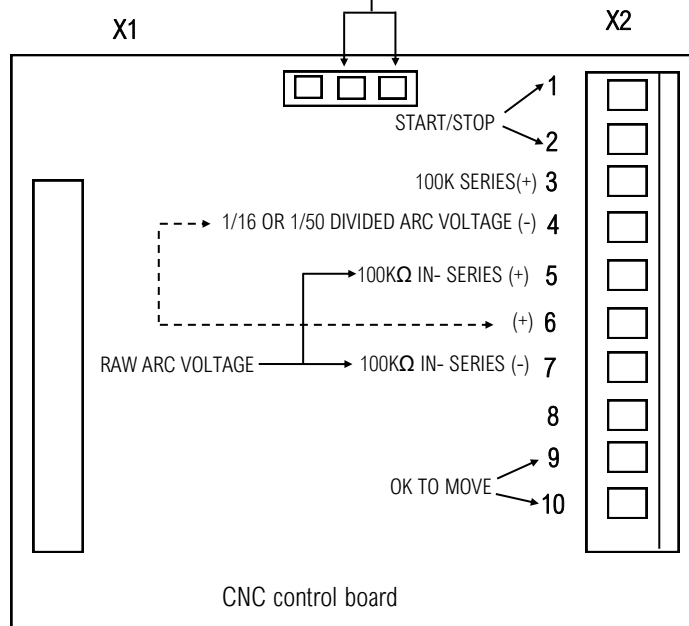 X1
X2
1
START/STOP
2
100K SERIES(+) 3
1/16 OR 1/50 DIVIDED ARC VOLTAGE (-) 4
100KΩ IN- SERIES (+) 5
(+) 6
RAW ARC VOLTAGE
100KΩ IN- SERIES (-) 7
8
9
OK TO MOVE
10
CNC control board